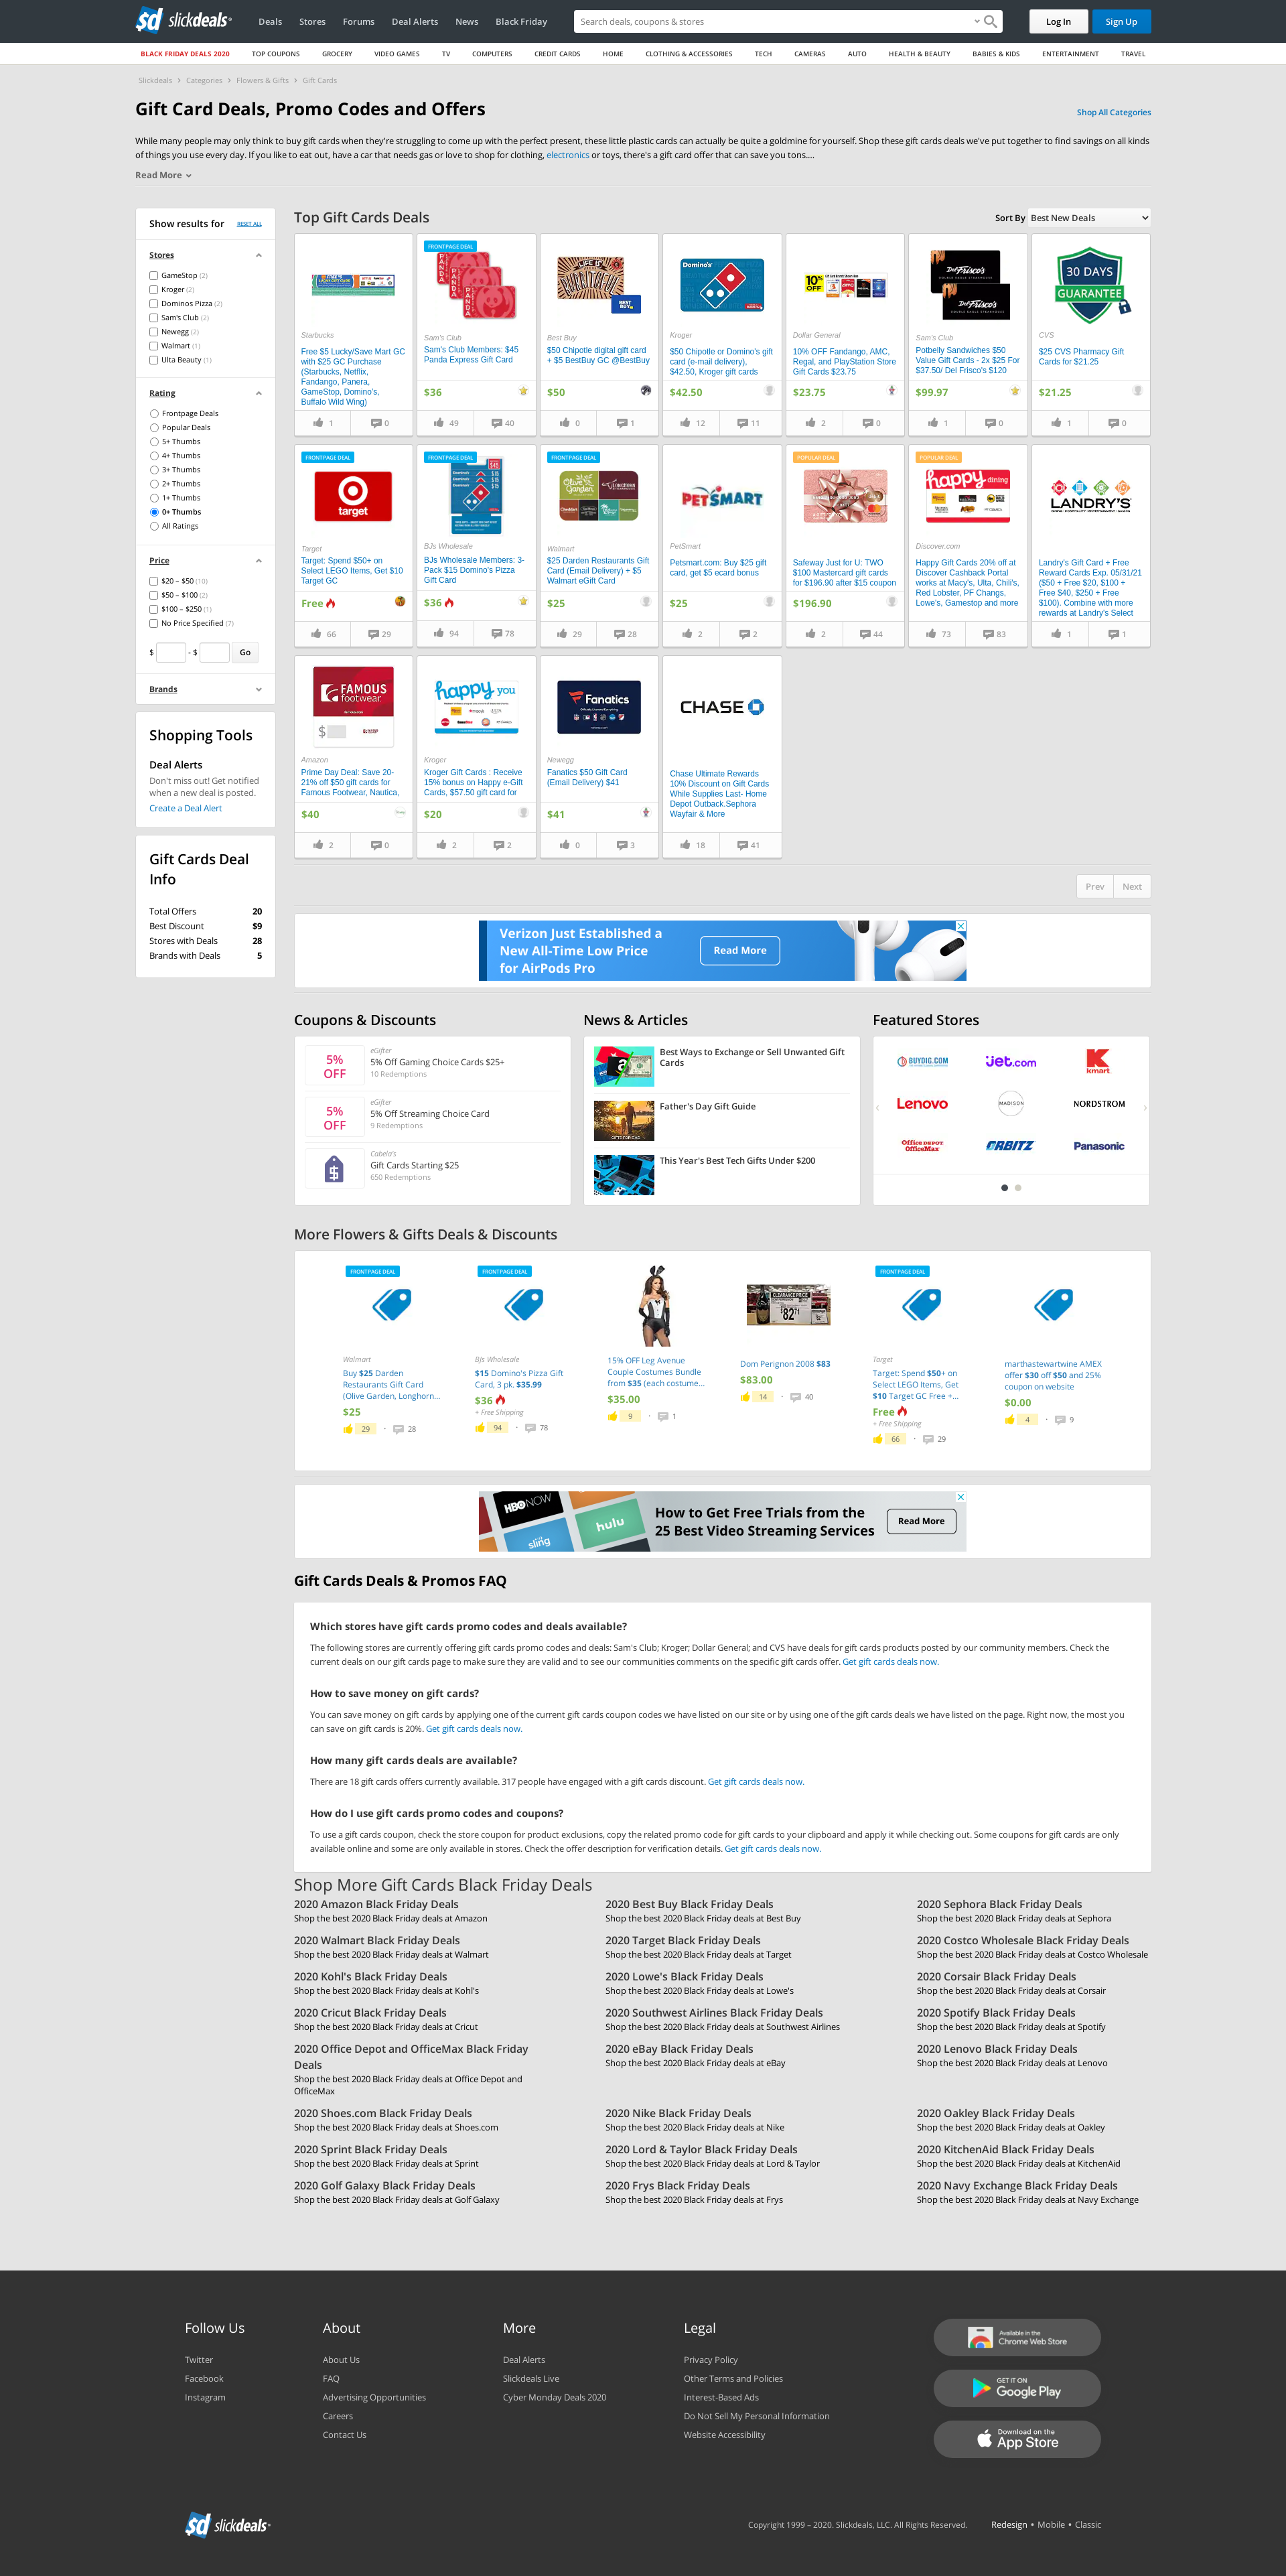 sd slickdeals
Deals Stores Forums Deal Alerts News Black Friday
Search deals, coupons & stores
Log In Sign Up
BLACK FRIDAY DEALS 2020 TOP COUPONS GROCERY VIDEO GAMES TV COMPUTERS CREDIT CARDS HOME CLOTHING & ACCESSORIES TECH CAMERAS AUTO HEALTH & BEAUTY BABIES & KIDS ENTERTAINMENT TRAVEL
Slickdeals › Categories › Flowers & Gifts › Gift Cards
Gift Card Deals, Promo Codes and Offers
Shop All Categories
While many people may only think to buy gift cards when they're struggling to come up with the perfect present, these little plastic cards can actually be quite a goldmine for yourself. Shop these gift cards deals we've put together to find savings on all kinds
of things you use every day. If you like to eat out, have a car that needs gas or love to shop for clothing, electronics or toys, there's a gift card offer that can save you tons....
Read More
Show results for RESET ALL
Stores
GameStop (2)
Kroger (2)
Dominos Pizza (2)
Sam's Club (2)
Newegg (2)
Walmart (1)
Ulta Beauty (1)
Rating
Frontpage Deals
Popular Deals
5+ Thumbs
4+ Thumbs
3+ Thumbs
2+ Thumbs
1+ Thumbs
0+ Thumbs
All Ratings
Price
$20 – $50 (10)
$50 – $100 (2)
$100 – $250 (1)
No Price Specified (7)
$ - $ Go
Brands
Shopping Tools
Deal Alerts
Don't miss out! Get notified
when a new deal is posted.
Create a Deal Alert
Gift Cards Deal
Info
Total Offers 20
Best Discount $9
Stores with Deals 28
Brands with Deals 5
Top Gift Cards Deals
Sort By Best New Deals
Starbucks
Free $5 Lucky/Save Mart GC
with $25 GC Purchase
(Starbucks, Netflix,
Fandango, Panera,
GameStop, Domino's,
Buffalo Wild Wing)
1 0
FRONTPAGE DEAL
PANDA
Sam's Club
Sam's Club Members: $45
Panda Express Gift Card
$36
49 40
BEST BUY
Best Buy
$50 Chipotle digital gift card
+ $5 BestBuy GC @BestBuy
$50
0 1
Domino's
Kroger
$50 Chipotle or Domino's gift
card (e-mail delivery),
$42.50, Kroger gift cards
$42.50
12 11
10% OFF
Dollar General
10% OFF Fandango, AMC,
Regal, and PlayStation Store
Gift Cards $23.75
$23.75
2 0
Del Frisco's
Del Frisco's
Sam's Club
Potbelly Sandwiches $50
Value Gift Cards - 2x $25 For
$37.50/ Del Frisco's $120
$99.97
1 0
30 DAYS
GUARANTEE
CVS
$25 CVS Pharmacy Gift
Cards for $21.25
$21.25
1 0
FRONTPAGE DEAL
target
Target
Target: Spend $50+ on
Select LEGO Items, Get $10
Target GC
Free
66 29
FRONTPAGE DEAL
$45
BJs Wholesale
BJs Wholesale Members: 3-
Pack $15 Domino's Pizza
Gift Card
$36
94 78
FRONTPAGE DEAL
Olive Garden
Walmart
$25 Darden Restaurants Gift
Card (Email Delivery) + $5
Walmart eGift Card
$25
29 28
PETSMART
PetSmart
Petsmart.com: Buy $25 gift
card, get $5 ecard bonus
$25
2 2
POPULAR DEAL
Safeway Just for U: TWO
$100 Mastercard gift cards
for $196.90 after $15 coupon
$196.90
2 44
POPULAR DEAL
happy dining
Discover.com
Happy Gift Cards 20% off at
Discover Cashback Portal
works at Macy's, Ulta, Chili's,
Red Lobster, PF Changs,
Lowe's, Gamestop and more
73 83
LANDRY'S
Landry's Gift Card + Free
Reward Cards Exp. 05/31/21
($50 + Free $20, $100 +
Free $40, $250 + Free
$100). Combine with more
rewards at Landry's Select
1 1
FAMOUS
footwear.
Amazon
Prime Day Deal: Save 20-
21% off $50 gift cards for
Famous Footwear, Nautica,
$40
2 0
happy you
Kroger
Kroger Gift Cards : Receive
15% bonus on Happy e-Gift
Cards, $57.50 gift card for
$20
2 2
Fanatics
Newegg
Fanatics $50 Gift Card
(Email Delivery) $41
$41
0 3
CHASE
Chase Ultimate Rewards
10% Discount on Gift Cards
While Supplies Last- Home
Depot Outback.Sephora
Wayfair & More
18 41
Prev Next
Verizon Just Established a
New All-Time Low Price
for AirPods Pro
Read More
Coupons & Discounts
5%
OFF
eGifter
5% Off Gaming Choice Cards $25+
10 Redemptions
5%
OFF
eGifter
5% Off Streaming Choice Card
9 Redemptions
Cabela's
Gift Cards Starting $25
650 Redemptions
News & Articles
Best Ways to Exchange or Sell Unwanted Gift
Cards
Father's Day Gift Guide
This Year's Best Tech Gifts Under $200
Featured Stores
BUYDIG.COM jet.com kmart
Lenovo MADISON NORDSTROM
Office DEPOT OfficeMax ORBITZ Panasonic
More Flowers & Gifts Deals & Discounts
FRONTPAGE DEAL
Walmart
Buy $25 Darden
Restaurants Gift Card
(Olive Garden, Longhorn...
$25
29 · 28
FRONTPAGE DEAL
BJs Wholesale
$15 Domino's Pizza Gift
Card, 3 pk. $35.99
$36
+ Free Shipping
94 · 78
15% OFF Leg Avenue
Couple Costumes Bundle
from $35 (each costume...
$35.00
9 · 1
CLEARANCE PRICE
82 71
Dom Perignon 2008 $83
$83.00
14 · 40
FRONTPAGE DEAL
Target
Target: Spend $50+ on
Select LEGO Items, Get
$10 Target GC Free +...
Free
+ Free Shipping
66 · 29
marthastewartwine AMEX
offer $30 off $50 and 25%
coupon on website
$0.00
4 · 9
HBO NOW
hulu
sling
How to Get Free Trials from the
25 Best Video Streaming Services
Read More
Gift Cards Deals & Promos FAQ
Which stores have gift cards promo codes and deals available?
The following stores are currently offering gift cards promo codes and deals: Sam's Club; Kroger; Dollar General; and CVS have deals for gift cards products posted by our community members. Check the
current deals on our gift cards page to make sure they are valid and to see our communities comments on the specific gift cards offer. Get gift cards deals now.
How to save money on gift cards?
You can save money on gift cards by applying one of the current gift cards coupon codes we have listed on our site or by using one of the gift cards deals we have listed on the page. Right now, the most you
can save on gift cards is 20%. Get gift cards deals now.
How many gift cards deals are available?
There are 18 gift cards offers currently available. 317 people have engaged with a gift cards discount. Get gift cards deals now.
How do I use gift cards promo codes and coupons?
To use a gift cards coupon, check the store coupon for product exclusions, copy the related promo code for gift cards to your clipboard and apply it while checking out. Some coupons for gift cards are only
available online and some are only available in stores. Check the offer description for verification details. Get gift cards deals now.
Shop More Gift Cards Black Friday Deals
2020 Amazon Black Friday Deals
Shop the best 2020 Black Friday deals at Amazon
2020 Best Buy Black Friday Deals
Shop the best 2020 Black Friday deals at Best Buy
2020 Sephora Black Friday Deals
Shop the best 2020 Black Friday deals at Sephora
2020 Walmart Black Friday Deals
Shop the best 2020 Black Friday deals at Walmart
2020 Target Black Friday Deals
Shop the best 2020 Black Friday deals at Target
2020 Costco Wholesale Black Friday Deals
Shop the best 2020 Black Friday deals at Costco Wholesale
2020 Kohl's Black Friday Deals
Shop the best 2020 Black Friday deals at Kohl's
2020 Lowe's Black Friday Deals
Shop the best 2020 Black Friday deals at Lowe's
2020 Corsair Black Friday Deals
Shop the best 2020 Black Friday deals at Corsair
2020 Cricut Black Friday Deals
Shop the best 2020 Black Friday deals at Cricut
2020 Southwest Airlines Black Friday Deals
Shop the best 2020 Black Friday deals at Southwest Airlines
2020 Spotify Black Friday Deals
Shop the best 2020 Black Friday deals at Spotify
2020 Office Depot and OfficeMax Black Friday
Deals
Shop the best 2020 Black Friday deals at Office Depot and
OfficeMax
2020 eBay Black Friday Deals
Shop the best 2020 Black Friday deals at eBay
2020 Lenovo Black Friday Deals
Shop the best 2020 Black Friday deals at Lenovo
2020 Shoes.com Black Friday Deals
Shop the best 2020 Black Friday deals at Shoes.com
2020 Nike Black Friday Deals
Shop the best 2020 Black Friday deals at Nike
2020 Oakley Black Friday Deals
Shop the best 2020 Black Friday deals at Oakley
2020 Sprint Black Friday Deals
Shop the best 2020 Black Friday deals at Sprint
2020 Lord & Taylor Black Friday Deals
Shop the best 2020 Black Friday deals at Lord & Taylor
2020 KitchenAid Black Friday Deals
Shop the best 2020 Black Friday deals at KitchenAid
2020 Golf Galaxy Black Friday Deals
Shop the best 2020 Black Friday deals at Golf Galaxy
2020 Frys Black Friday Deals
Shop the best 2020 Black Friday deals at Frys
2020 Navy Exchange Black Friday Deals
Shop the best 2020 Black Friday deals at Navy Exchange
Follow Us
Twitter
Facebook
Instagram
About
About Us
FAQ
Advertising Opportunities
Careers
Contact Us
More
Deal Alerts
Slickdeals Live
Cyber Monday Deals 2020
Legal
Privacy Policy
Other Terms and Policies
Interest-Based Ads
Do Not Sell My Personal Information
Website Accessibility
Available in the
Chrome Web Store
GET IT ON
Google Play
Download on the
App Store
sd slickdeals
Copyright 1999 – 2020. Slickdeals, LLC. All Rights Reserved. Redesign • Mobile • Classic